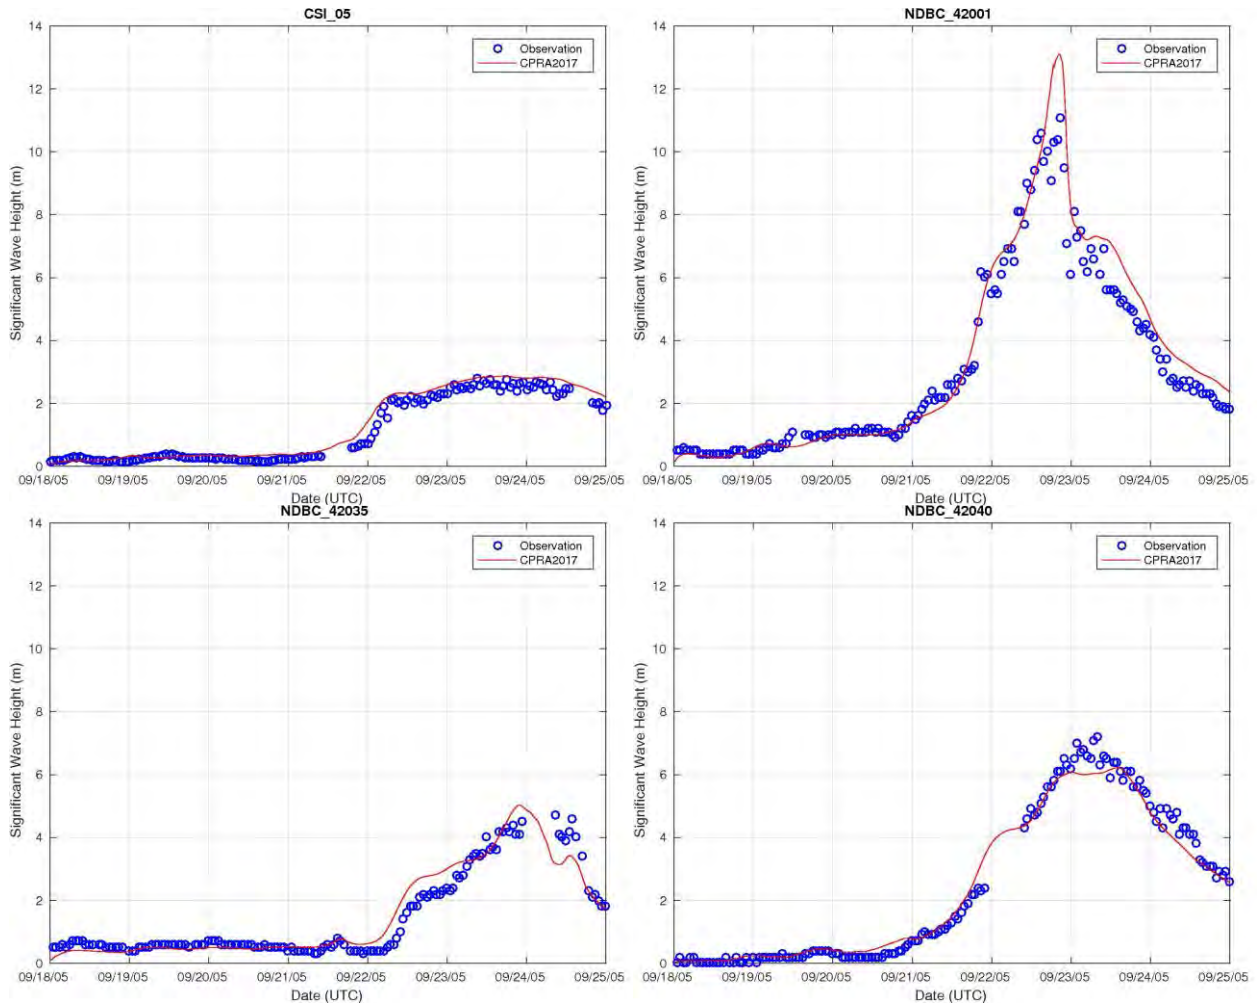 CSI_05
14
12
10
8
6
4
2
0
Significant Wave Height (m)
Observation
CPRA2017
09/18/05 09/19/05 09/20/05 09/21/05 09/22/05 09/23/05 09/24/05 09/25/05
Date (UTC)
NDBC_42001
14
12
10
8
6
4
2
0
Significant Wave Height (m)
Observation
CPRA2017
09/18/05 09/19/05 09/20/05 09/21/05 09/22/05 09/23/05 09/24/05 09/25/05
Date (UTC)
NDBC_42035
14
12
10
8
6
4
2
0
Significant Wave Height (m)
Observation
CPRA2017
09/18/05 09/19/05 09/20/05 09/21/05 09/22/05 09/23/05 09/24/05 09/25/05
Date (UTC)
NDBC_42040
14
12
10
8
6
4
2
0
Significant Wave Height (m)
Observation
CPRA2017
09/18/05 09/19/05 09/20/05 09/21/05 09/22/05 09/23/05 09/24/05 09/25/05
Date (UTC)